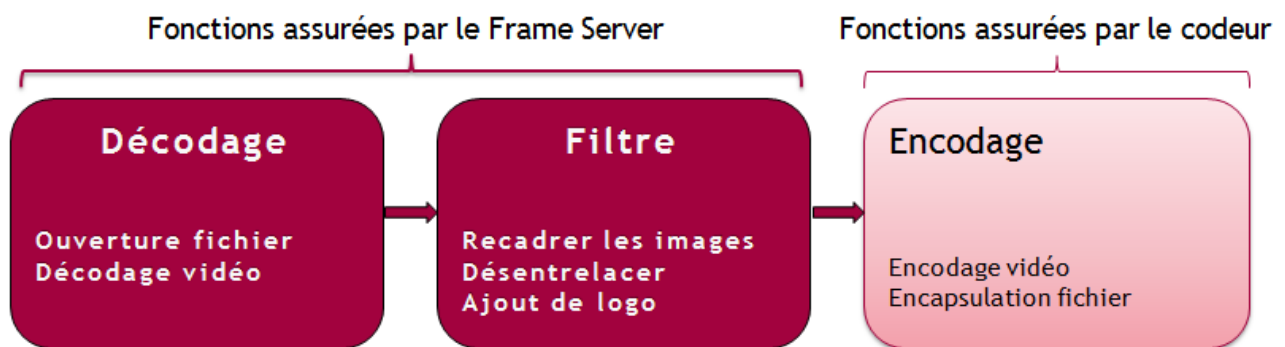 Fonctions assurées par le Frame Server
Fonctions assurées par le codeur
Décodage
Ouverture fichier
Décodage vidéo
Filtre
Recadrer les images
Désentrelacer
Ajout de logo
Encodage
Encodage vidéo
Encapsulation fichier